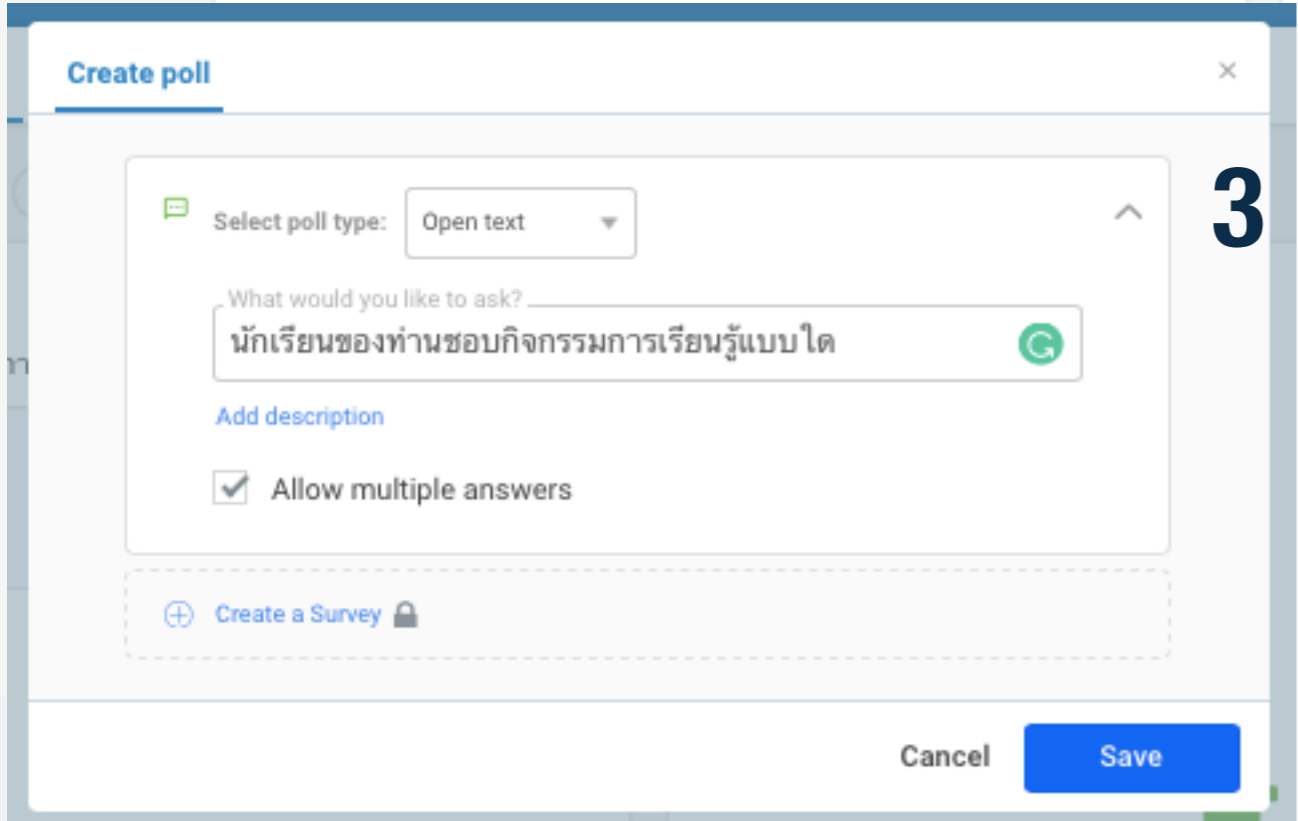 Create poll
×
3
Select poll type:
Open text
What would you like to ask?
นักเรียนของท่านชอบกิจกรรมการเรียนรู้แบบใด
Add description
Allow multiple answers
Create a Survey
Cancel
Save